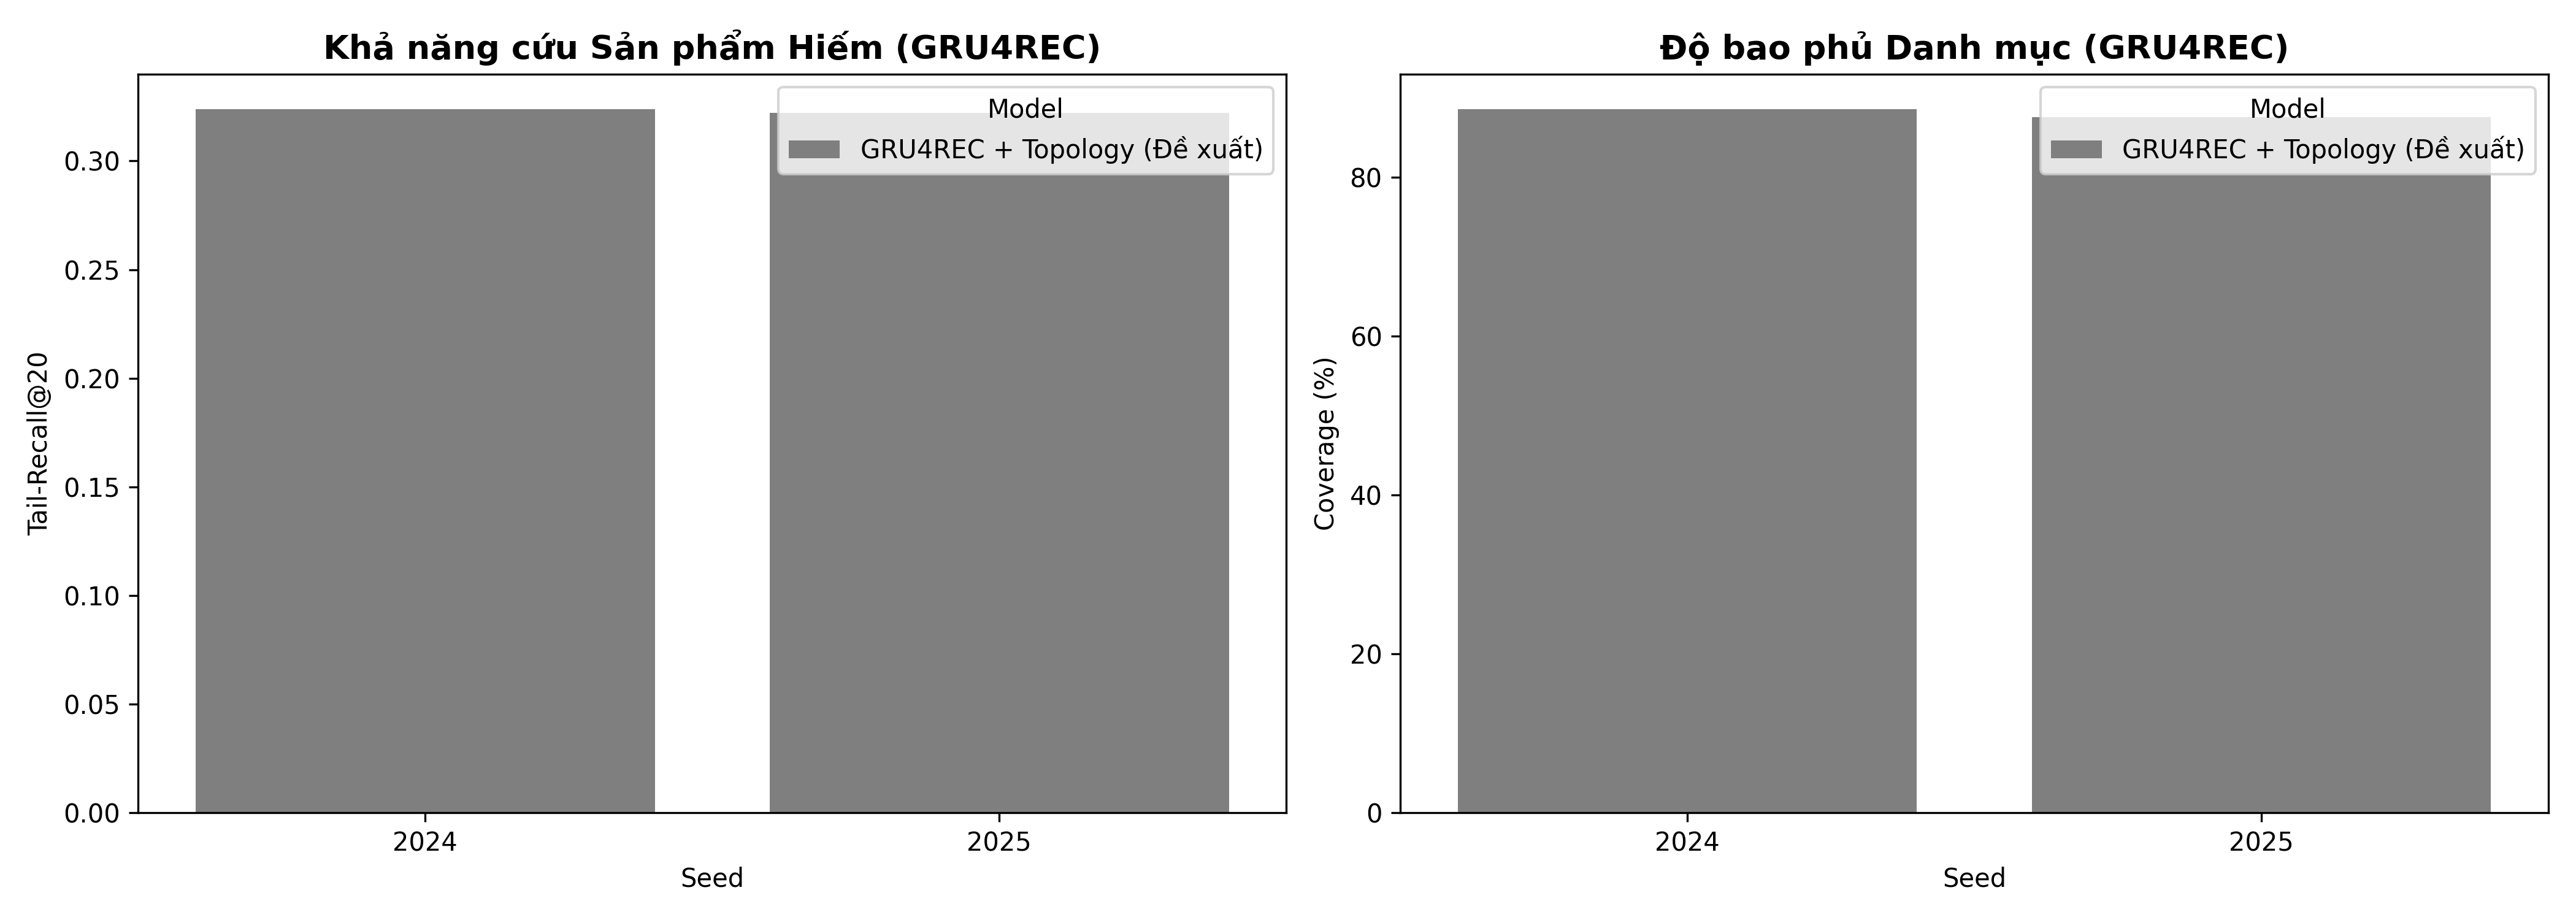 Khả năng cứu Sản phẩm Hiếm (GRU4REC)
Model
GRU4REC + Topology (Đề xuất)
0.30
0.25
0.20
0.15
0.10
0.05
0.00
Tail-Recall@20
2024
2025
Seed
Độ bao phủ Danh mục (GRU4REC)
Model
GRU4REC + Topology (Đề xuất)
80
60
40
20
0
Coverage (%)
2024
2025
Seed